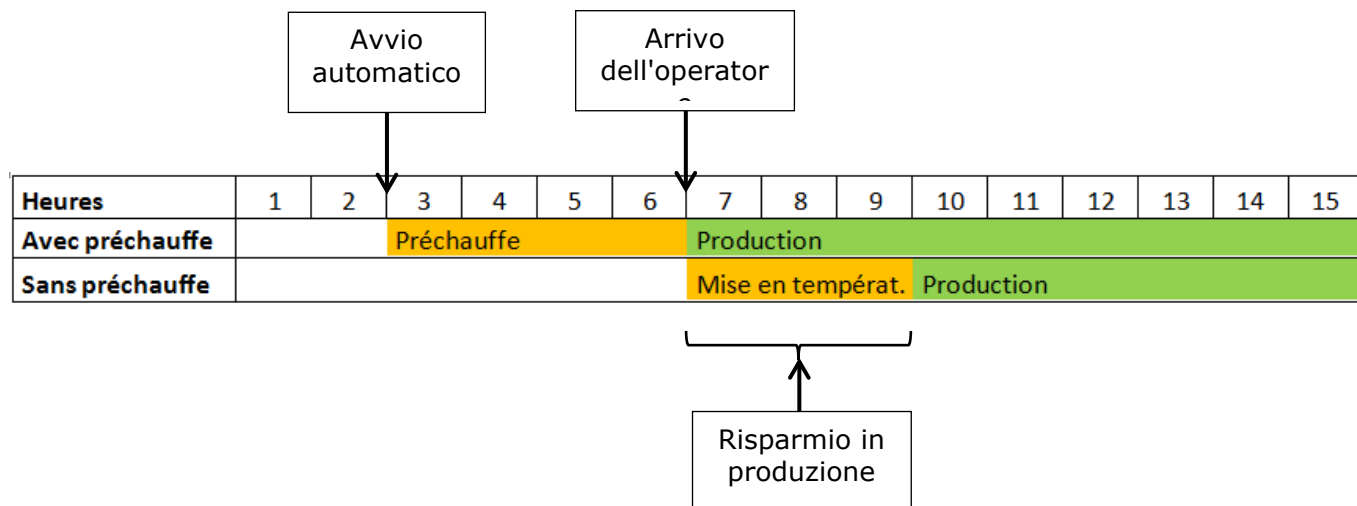 Avvio
automatico
Arrivo
dell'operator
Heures 1 2 3 4 5 6 7 8 9 10 11 12 13 14 15
Avec préchauffe Préchauffe Production
Sans préchauffe Mise en températ. Production
Risparmio in
produzione